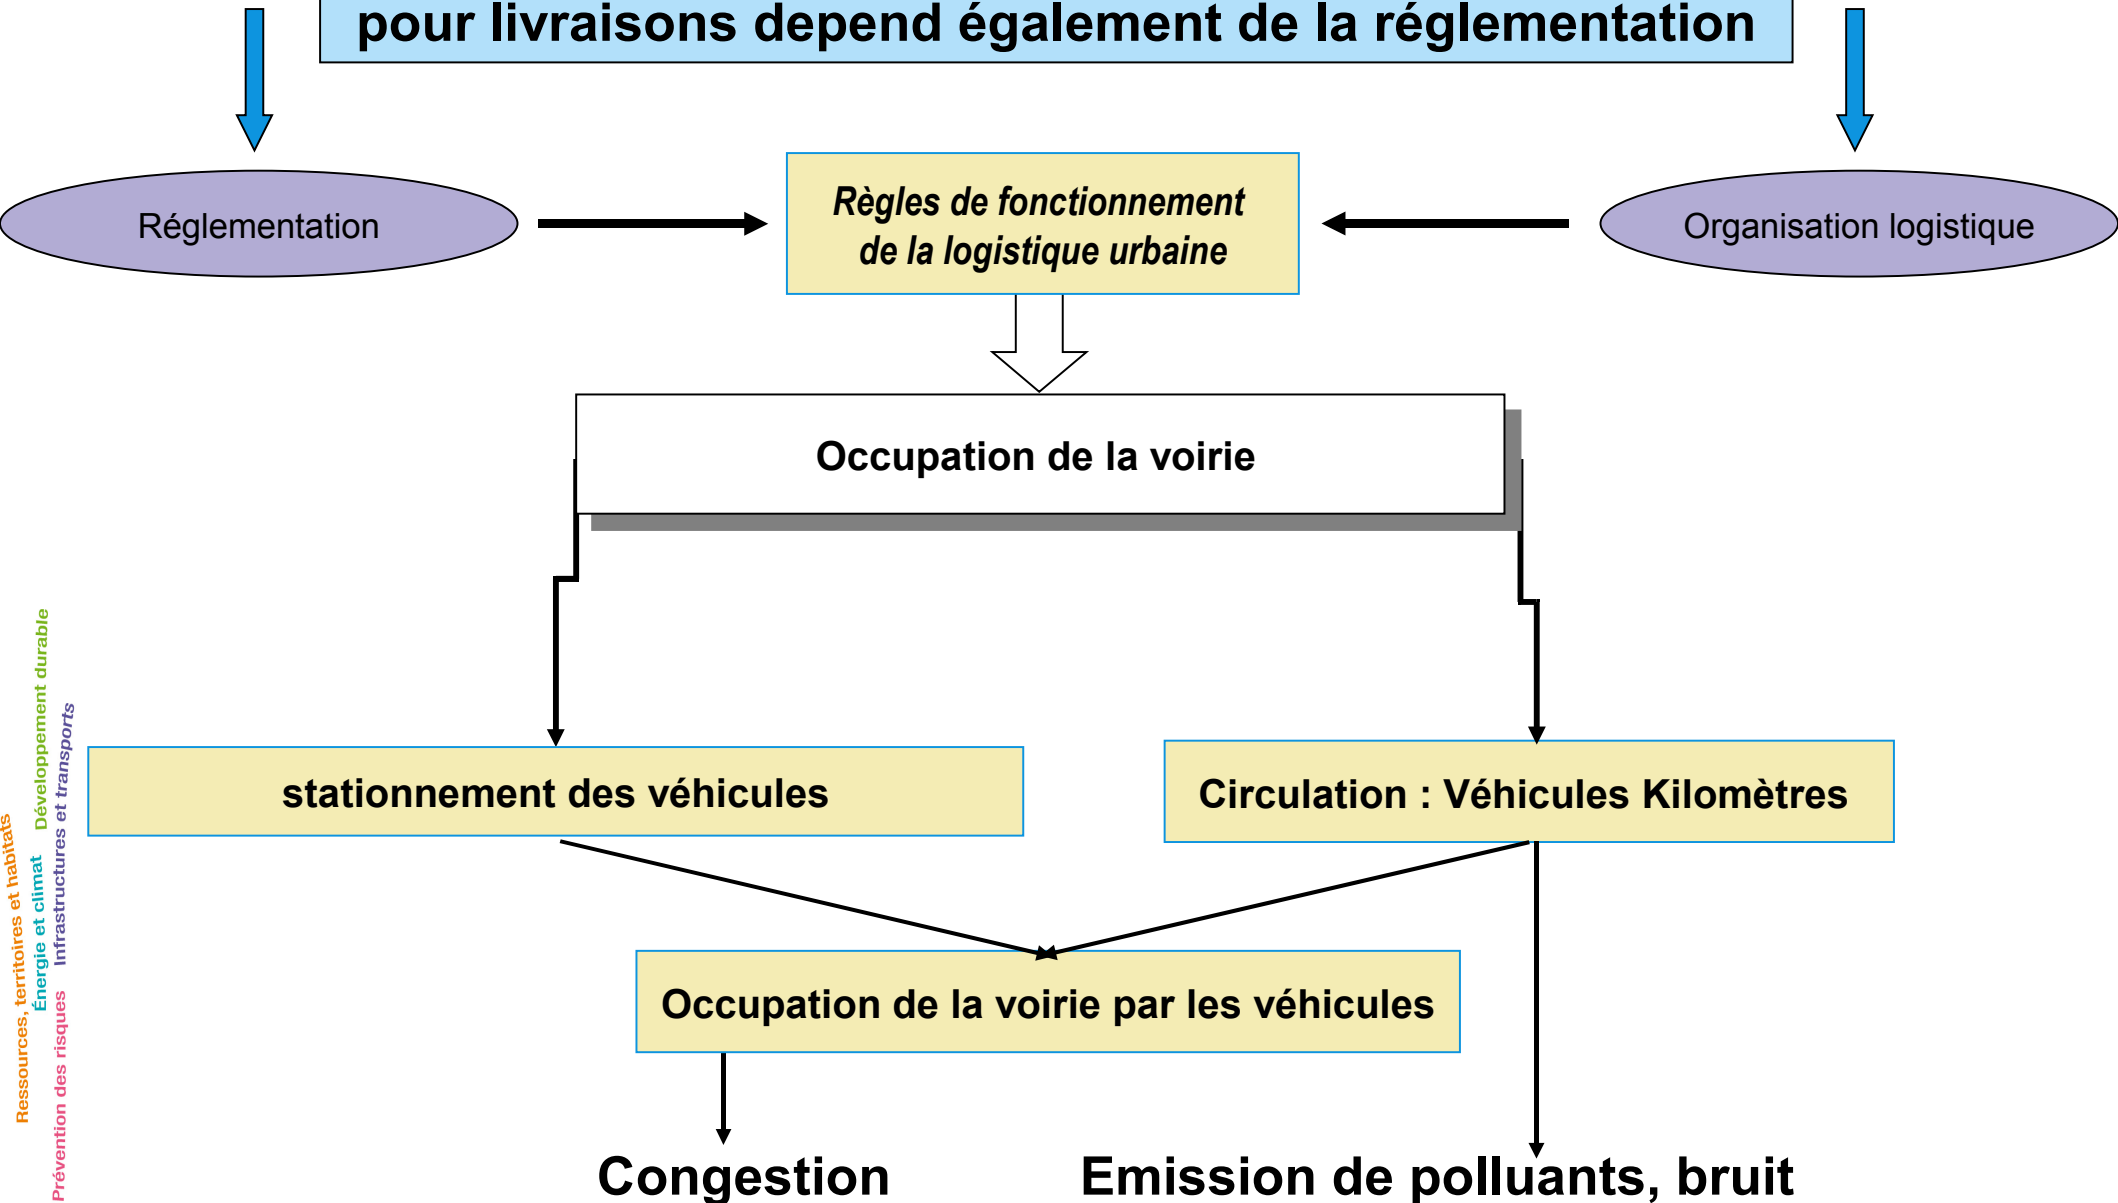 pour livraisons depend également de la réglementation
Réglementation
Règles de fonctionnement
de la logistique urbaine
Organisation logistique
Occupation de la voirie
stationnement des véhicules
Circulation : Véhicules Kilomètres
Occupation de la voirie par les véhicules
Congestion
Emission de polluants, bruit
Ressources, territoires et habitats
Énergie et climat
Développement durable
Prévention des risques
Infrastructures et transports